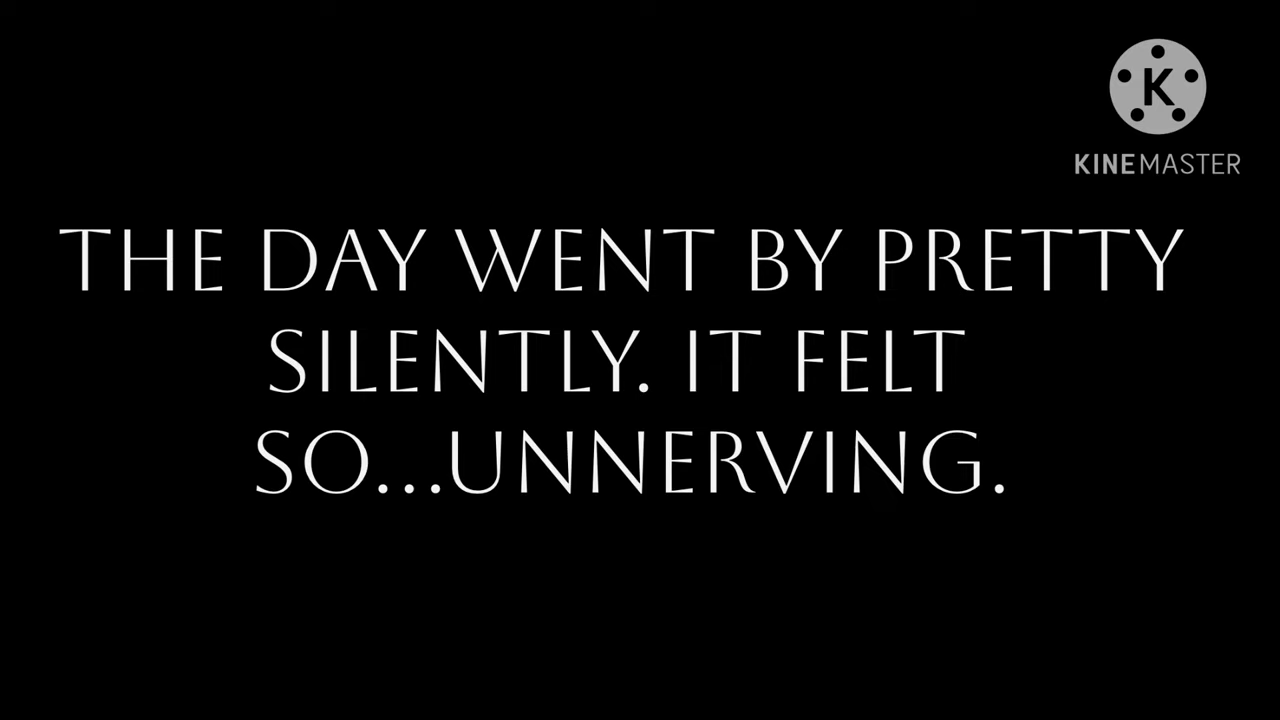 K
KINEMASTER
THE DAY WENT BY PRETTY
SILENTLY. IT FELT
SO...UNNERVING.